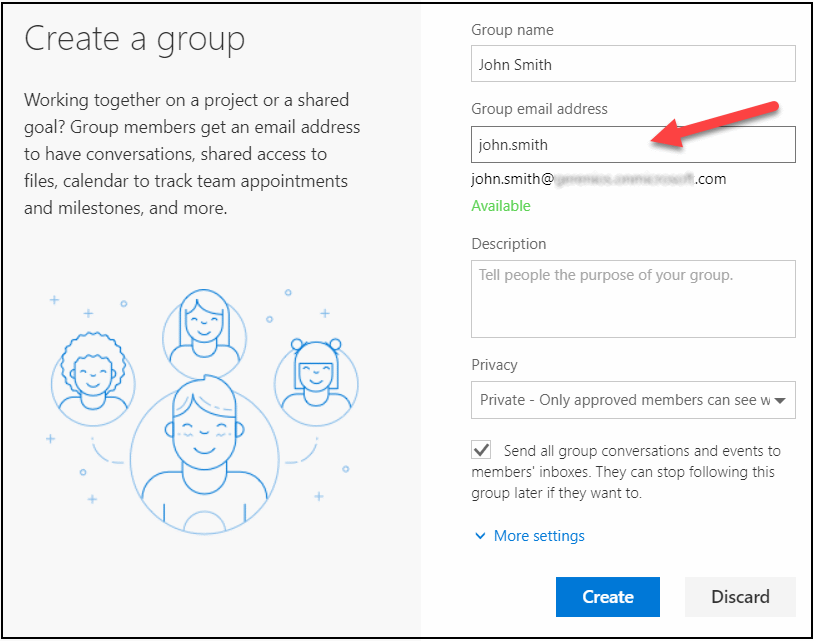 Create a group
Working together on a project or a shared
goal? Group members get an email address
to have conversations, shared access to
files, calendar to track team appointments
and milestones, and more.
Group name
John Smith
Group email address
john.smith
john.smith@ .com
Available
Description
Tell people the purpose of your group.
Privacy
Private - Only approved members can see w
Send all group conversations and events to
members' inboxes. They can stop following this
group later if they want to.
More settings
Create
Discard